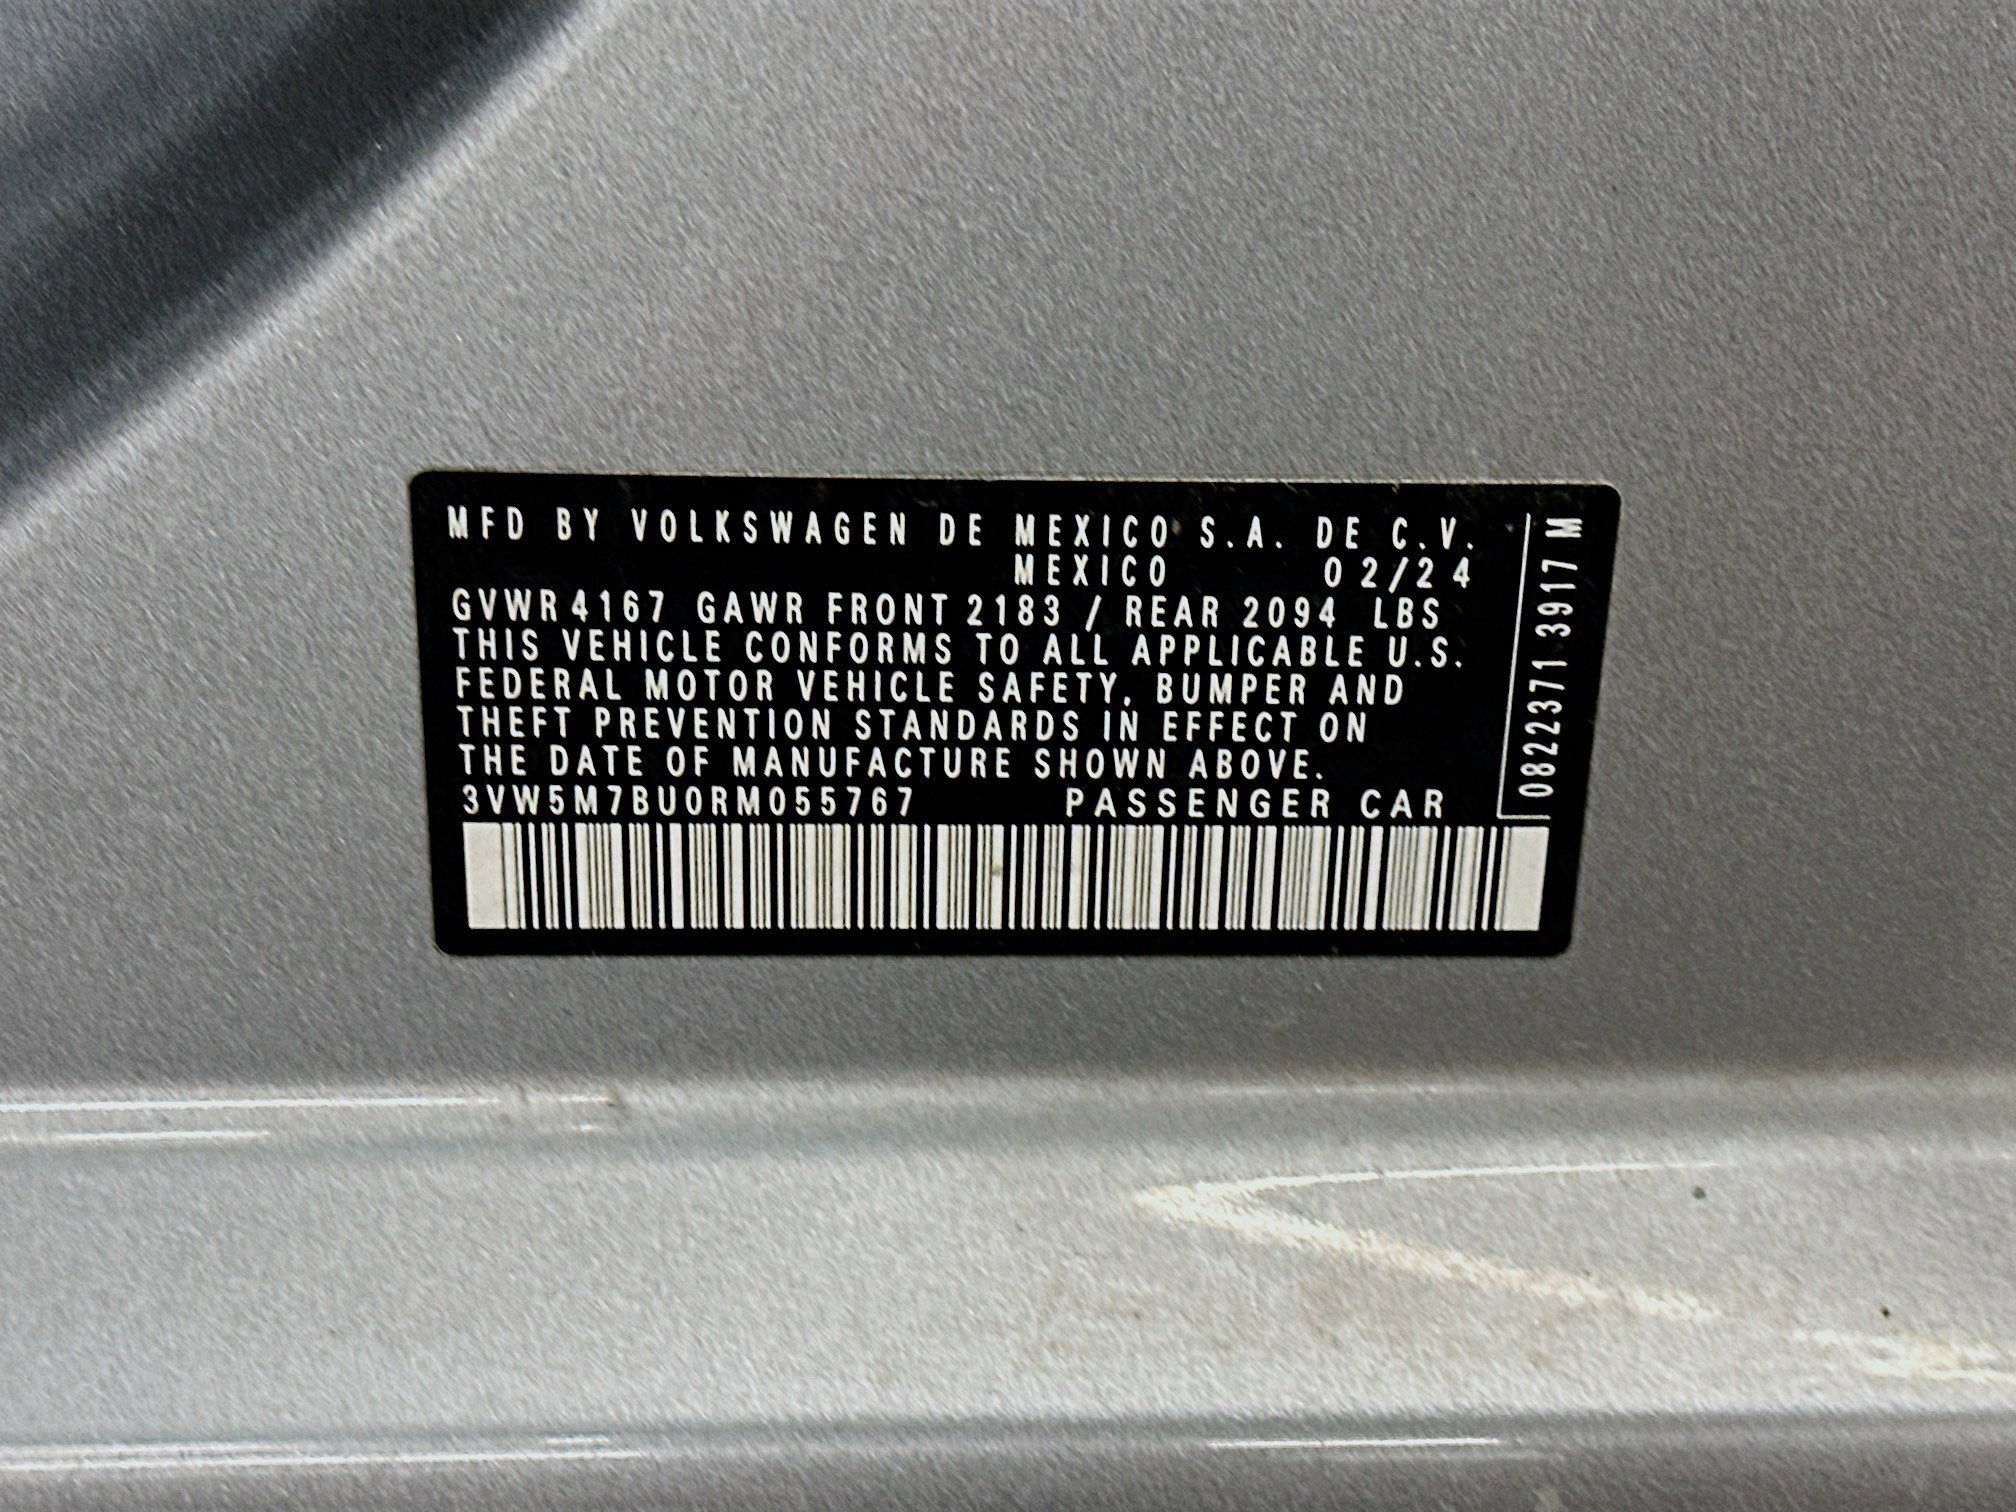 MFD BY VOLKSWAGEN DE MEXICO S.A. DE C.V.
MEXICO 02/24
GVWR 4167 GAWR FRONT 2183 / REAR 2094 LBS
THIS VEHICLE CONFORMS TO ALL APPLICABLE U.S.
FEDERAL MOTOR VEHICLE SAFETY, BUMPER AND
THEFT PREVENTION STANDARDS IN EFFECT ON
THE DATE OF MANUFACTURE SHOWN ABOVE.
3VW5M7BU0RM055767 PASSENGER CAR
0822371 3917 M